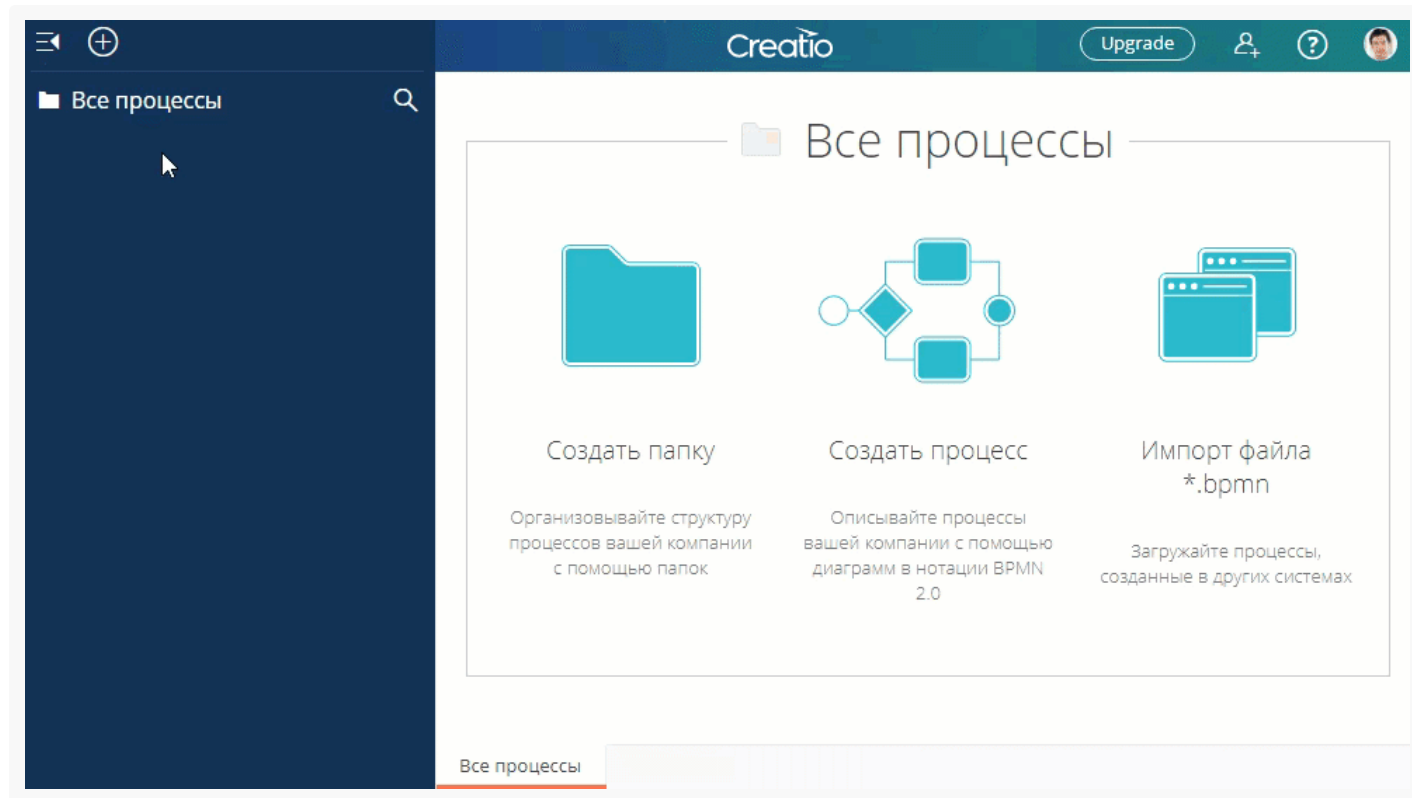 Creatio
Upgrade
Все процессы
Все процессы
Создать папку
Организовывайте структуру
процессов вашей компании
с помощью папок
Создать процесс
Описывайте процессы
вашей компании с помощью
диаграмм в нотации BPMN
2.0
Импорт файла
*.bpmn
Загружайте процессы,
созданные в других системах
Все процессы